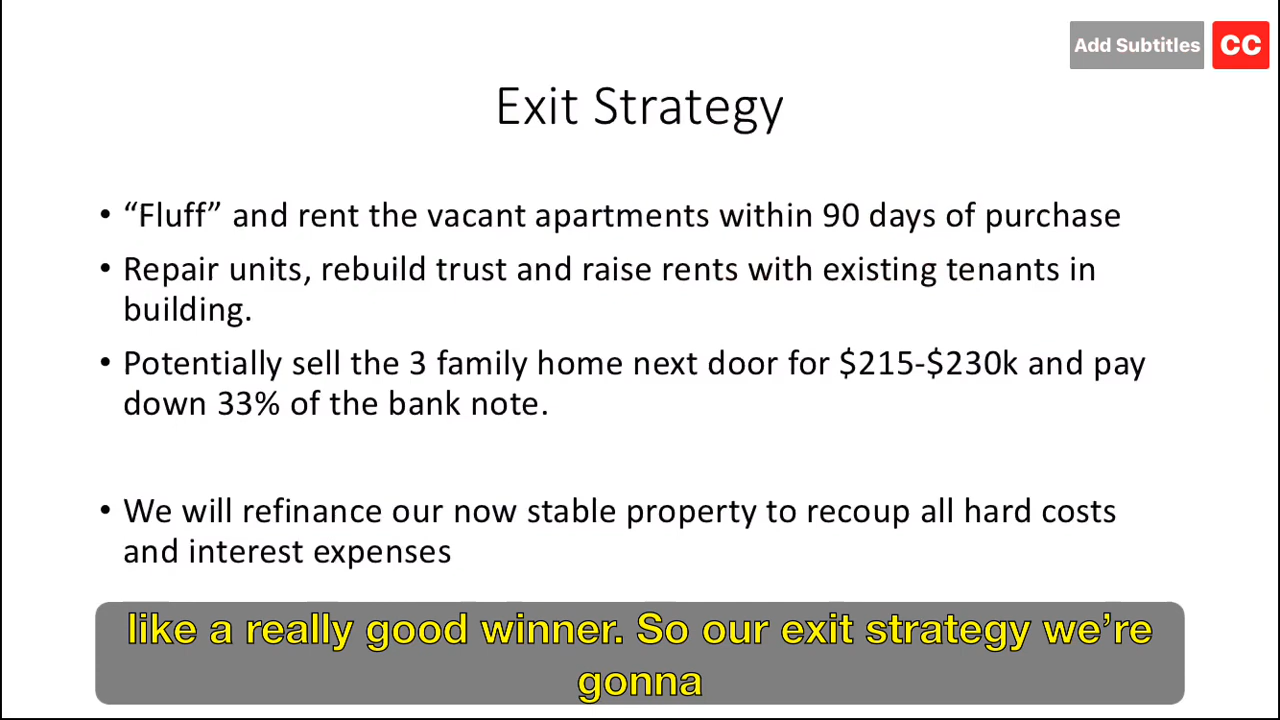 Add Subtitles CC
Exit Strategy
• “Fluff” and rent the vacant apartments within 90 days of purchase
• Repair units, rebuild trust and raise rents with existing tenants in
building.
• Potentially sell the 3 family home next door for $215-$230k and pay
down 33% of the bank note.
• We will refinance our now stable property to recoup all hard costs
and interest expenses
like a really good winner. So our exit strategy we’re
gonna